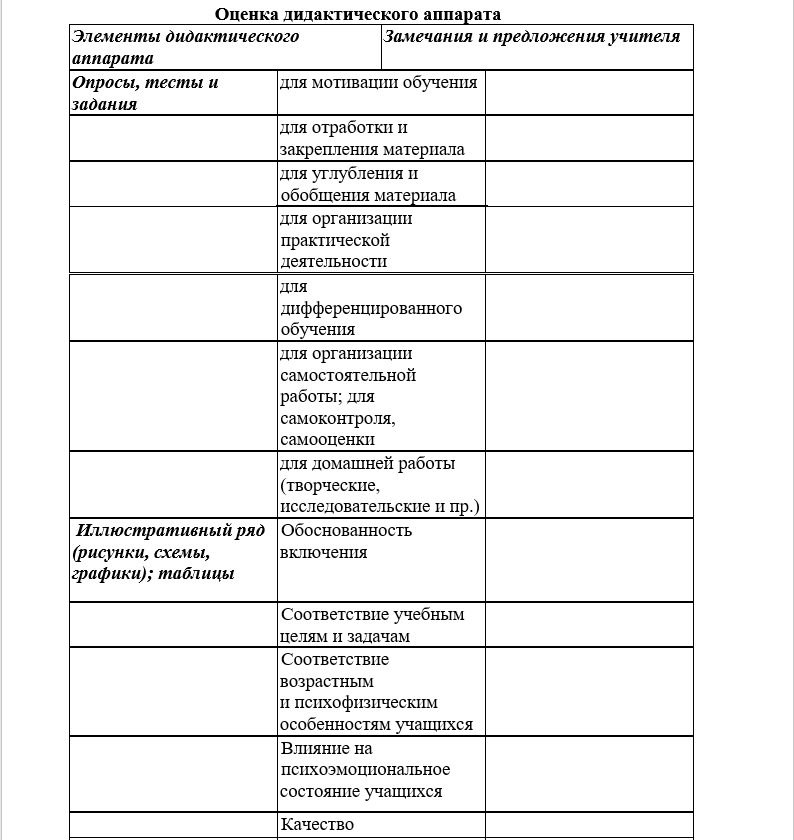 Оценка дидактического аппарата
Элементы дидактического
аппарата
Замечания и предложения учителя
Опросы, тесты и
задания
для мотивации обучения
для отработки и
закрепления материала
для углубления и
обобщения материала
для организации
практической
деятельности
для
дифференцированного
обучения
для организации
самостоятельной
работы; для
самоконтроля,
самооценки
для домашней работы
(творческие,
исследовательские и пр.)
Иллюстративный ряд
(рисунки, схемы,
графики); таблицы
Обоснованность
включения
Соответствие учебным
целям и задачам
Соответствие
возрастным
и психофизическим
особенностям учащихся
Влияние на
психоэмоциональное
состояние учащихся
Качество